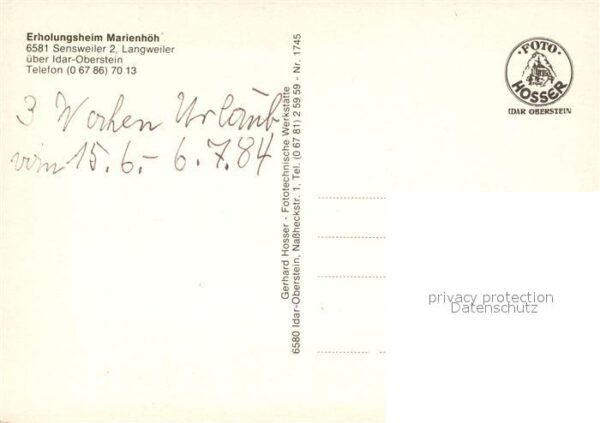 Erholungsheim Marienhöh
6581 Sensweiler 2, Langweiler
über Idar-Oberstein
Telefon (0 67 86) 70 13
3 Wochen Urlaub
vom 15.6.- 6.7.84
Gerhard Hosser - Fototechnische Werkstätte
6580 Idar-Oberstein, Naßheckstr. 1, Tel. (0 67 81) 2 59 59 - Nr. 1745
·FOTO·
HOSSER
IDAR OBERSTEIN
privacy protection
Datenschutz